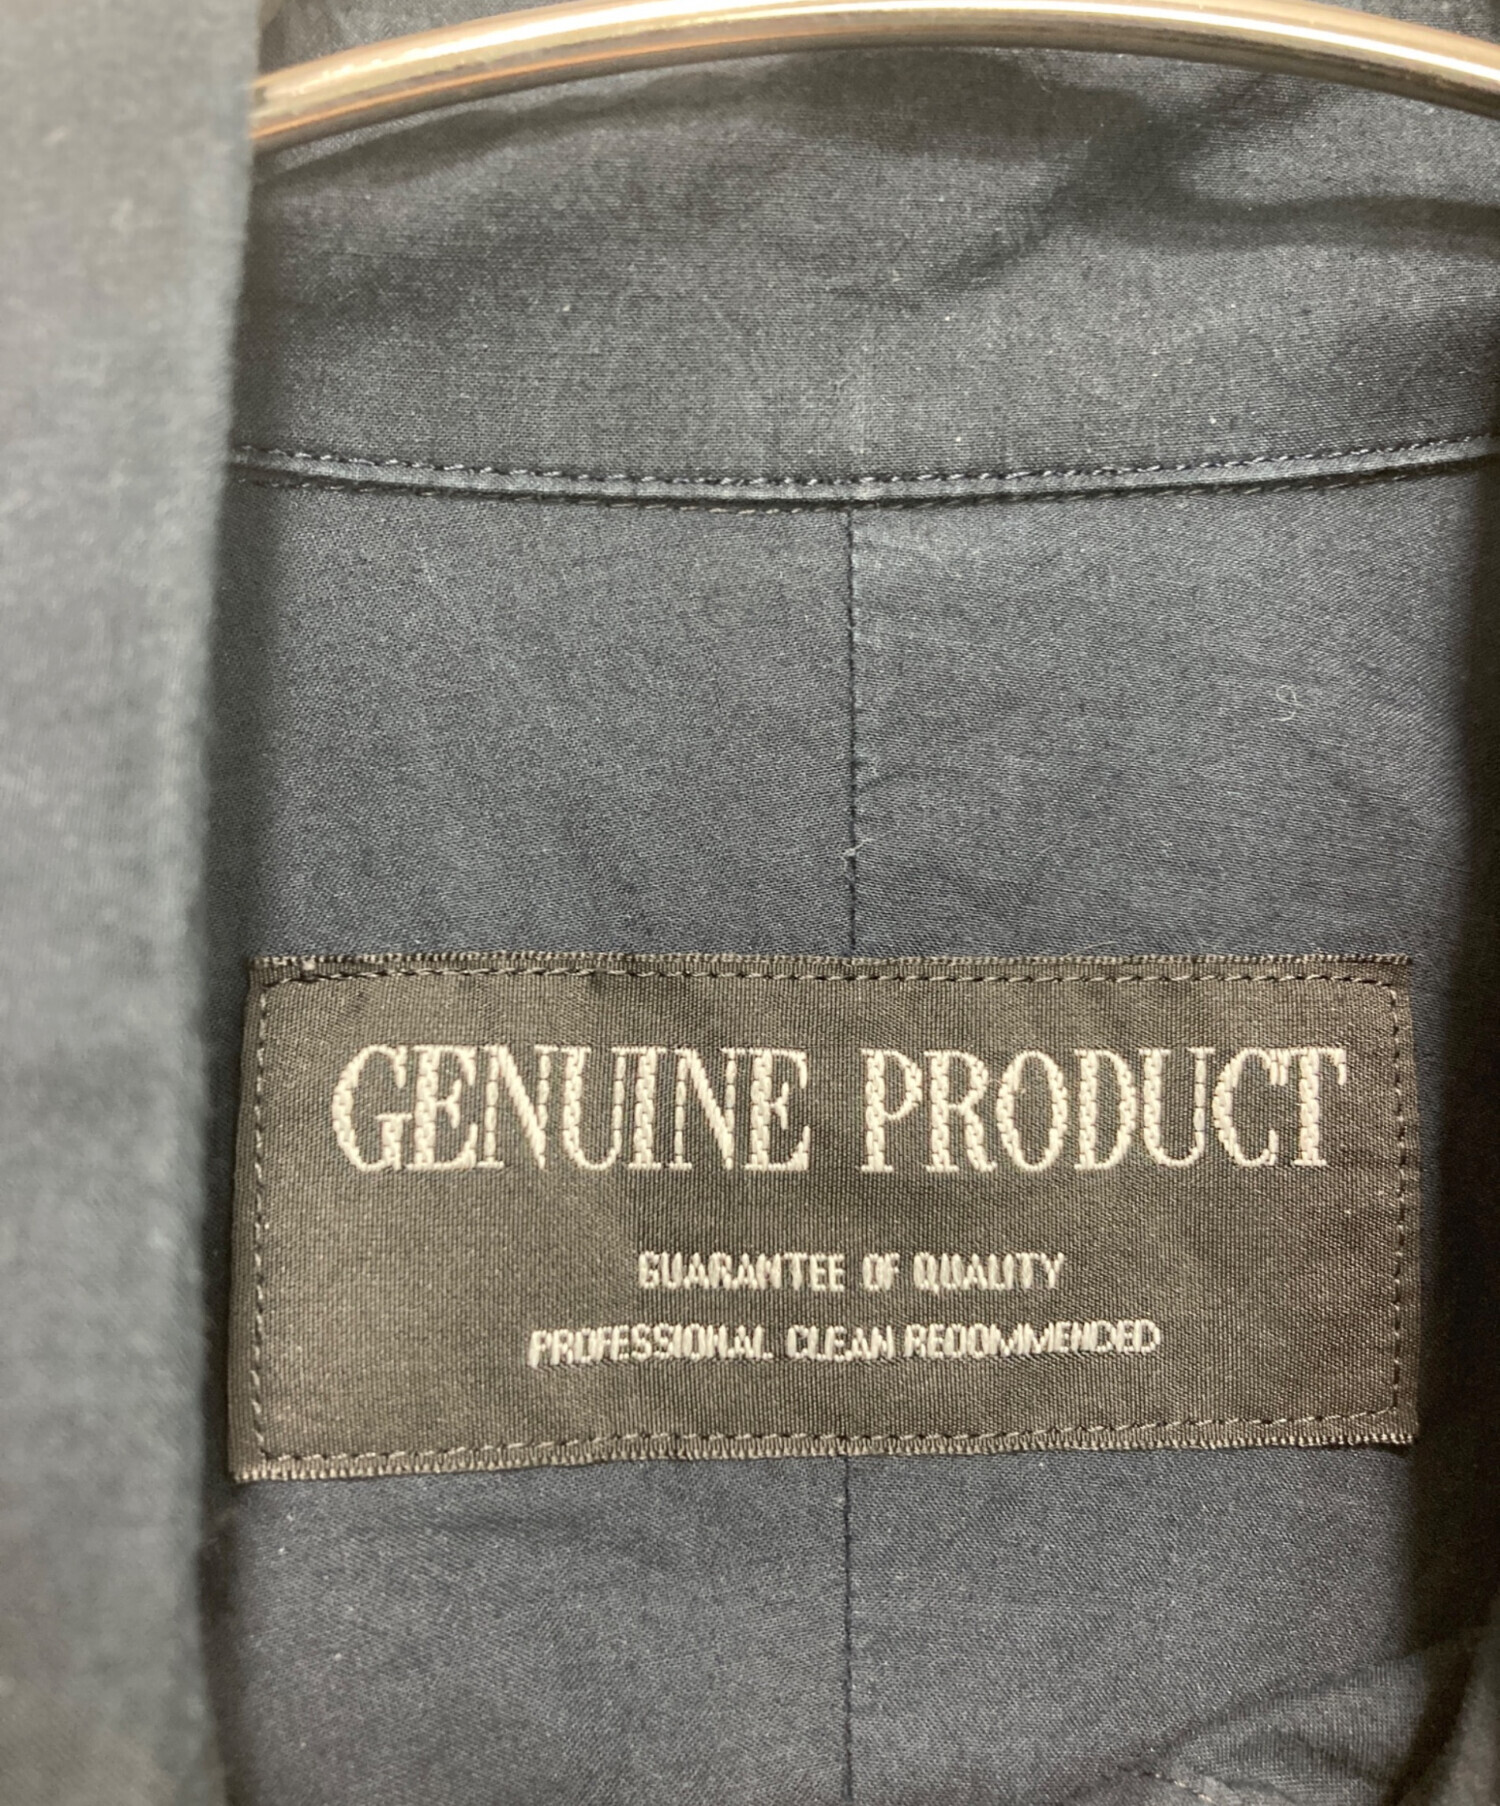 GENUINE PRODUCT
GUARANTEE OF QUALITY
PROFESSIONAL CLEAN RECOMMENDED